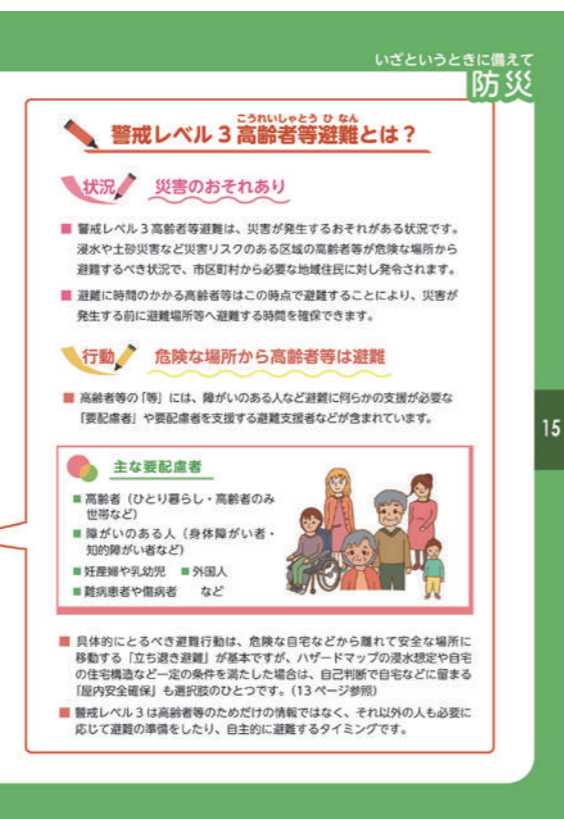 いざというときに備えて
防災
こうれいしゃとう ひ なん
警戒レベル3高齢者等避難とは？
状況 災害のおそれあり
■ 警戒レベル3高齢者等避難は、災害が発生するおそれがある状況です。
浸水や土砂災害など災害リスクのある区域の高齢者等が危険な場所から
避難するべき状況で、市区町村から必要な地域住民に対し発令されます。
■ 避難に時間のかかる高齢者等はこの時点で避難することにより、災害が
発生する前に避難場所等へ避難する時間を確保できます。
行動 危険な場所から高齢者等は避難
■ 高齢者等の「等」には、障がいのある人など避難に何らかの支援が必要な
「要配慮者」や要配慮者を支援する避難支援者などが含まれています。
15
主な要配慮者
■ 高齢者（ひとり暮らし・高齢者のみ
世帯など）
■ 障がいのある人（身体障がい者・
知的障がい者など）
■ 妊産婦や乳幼児 ■ 外国人
■ 難病患者や傷病者 など
■ 具体的にとるべき避難行動は、危険な自宅などから離れて安全な場所に
移動する「立ち退き避難」が基本ですが、ハザードマップの浸水想定や自宅
の住宅構造など一定の条件を満たした場合は、自己判断で自宅などに留まる
「屋内安全確保」も選択肢のひとつです。（13 ページ参照）
■ 警戒レベル3は高齢者等のためだけの情報ではなく、それ以外の人も必要に
応じて避難の準備をしたり、自主的に避難するタイミングです。